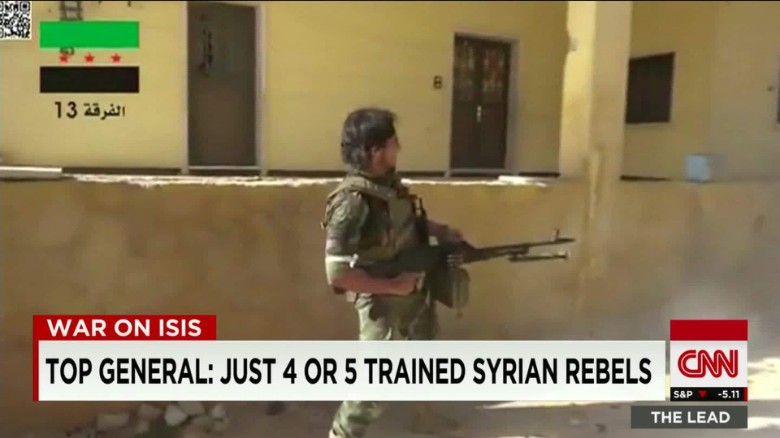 الفرقة 13
WAR ON ISIS
TOP GENERAL: JUST 4 OR 5 TRAINED SYRIAN REBELS
CNN
S&P ▼ -5.11
THE LEAD